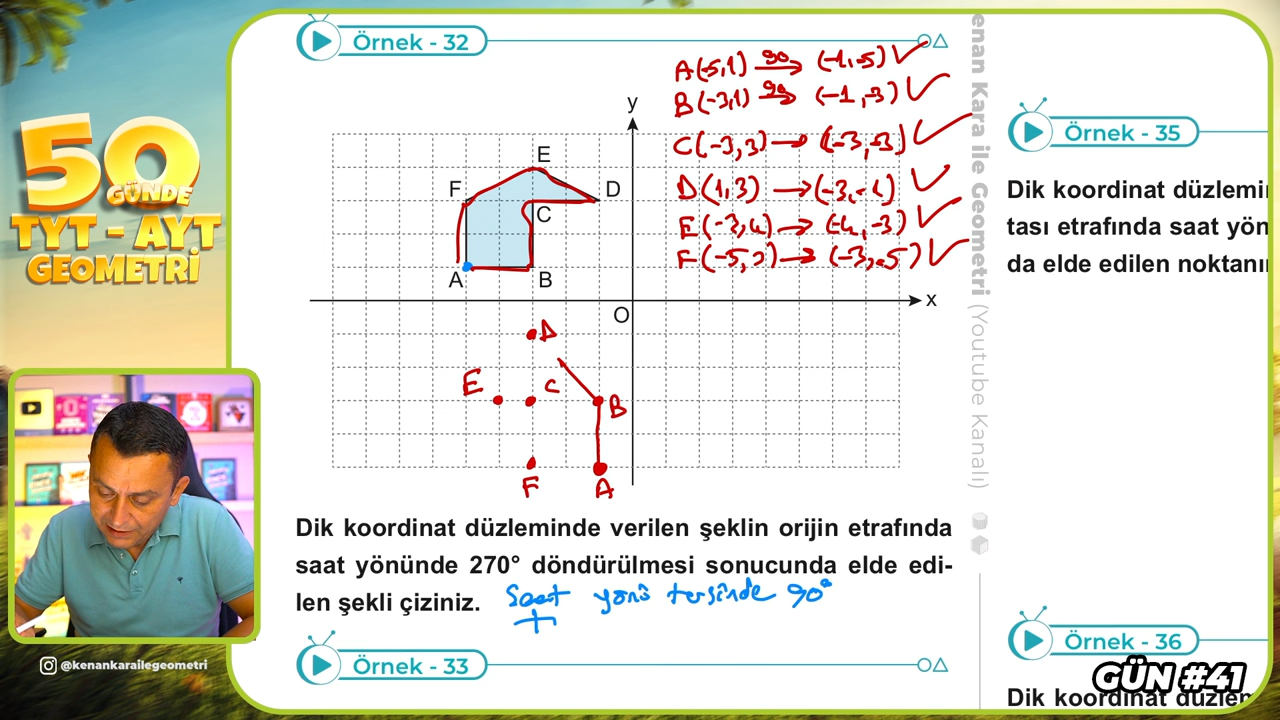 50
GÜNDE
TYT - AYT
GEOMETRİ
@kenankarailegeometri
Örnek - 32
y
E
F
D
C
A
B
O
x
A(-5,1) 90→ (-1,-5) ✓
B(-3,1) 90→ (-1,-3) ✓
C(-3,3) → (-3,-3) ✓
D(1,3) → (-3,-1) ✓
E(-3,4) → (-4,-3) ✓
F(-5,3) → (-3,-5) ✓
D
E
C
B
F
A
Dik koordinat düzleminde verilen şeklin orijin etrafında
saat yönünde 270° döndürülmesi sonucunda elde edi-
len şekli çiziniz.
Saat yönü tersinde 90°
+
Örnek - 33
enan Kara ile Geometri (Youtube Kanalı)
Örnek - 35
Dik koordinat düzlemi
tası etrafında saat yön
da elde edilen noktanı
Örnek - 36
GÜN #41
Dik koordinat düzlem